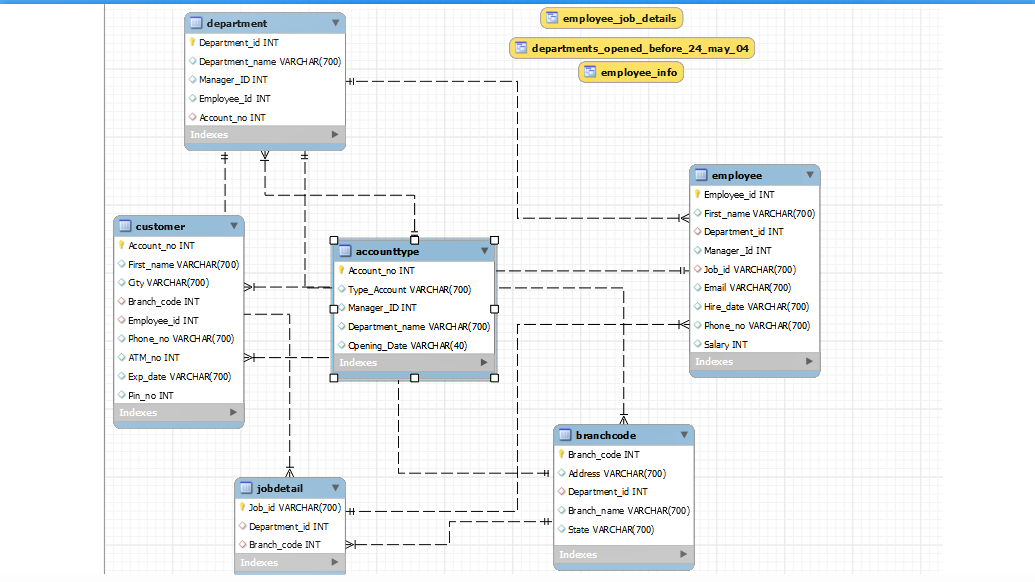 department
Department_id INT
Department_name VARCHAR(700)
Manager_ID INT
Employee_Id INT
Account_no INT
Indexes
employee_job_details
departments_opened_before_24_may_04
employee_info
employee
Employee_id INT
First_name VARCHAR(700)
Department_id INT
Manager_Id INT
Job_id VARCHAR(700)
Email VARCHAR(700)
Hire_date VARCHAR(700)
Phone_no VARCHAR(700)
Salary INT
Indexes
customer
Account_no INT
First_name VARCHAR(700)
City VARCHAR(700)
Branch_code INT
Employee_id INT
Phone_no VARCHAR(700)
ATM_no INT
Exp_date VARCHAR(700)
Pin_no INT
Indexes
accounttype
Account_no INT
Type_Account VARCHAR(700)
Manager_ID INT
Department_name VARCHAR(700)
Opening_Date VARCHAR(40)
Indexes
branchcode
Branch_code INT
Address VARCHAR(700)
Department_id INT
Branch_name VARCHAR(700)
State VARCHAR(700)
Indexes
jobdetail
Job_id VARCHAR(700)
Department_id INT
Branch_code INT
Indexes